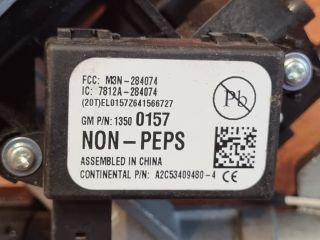 FCC: M3N-284074
IC: 7812A-284074
(20T)EL0157Z641566727
GM P/N: 1350 0157
NON-PEPS
ASSEMBLED IN CHINA
CONTINENTAL P/N: A2C53409480-4 CE
Pb